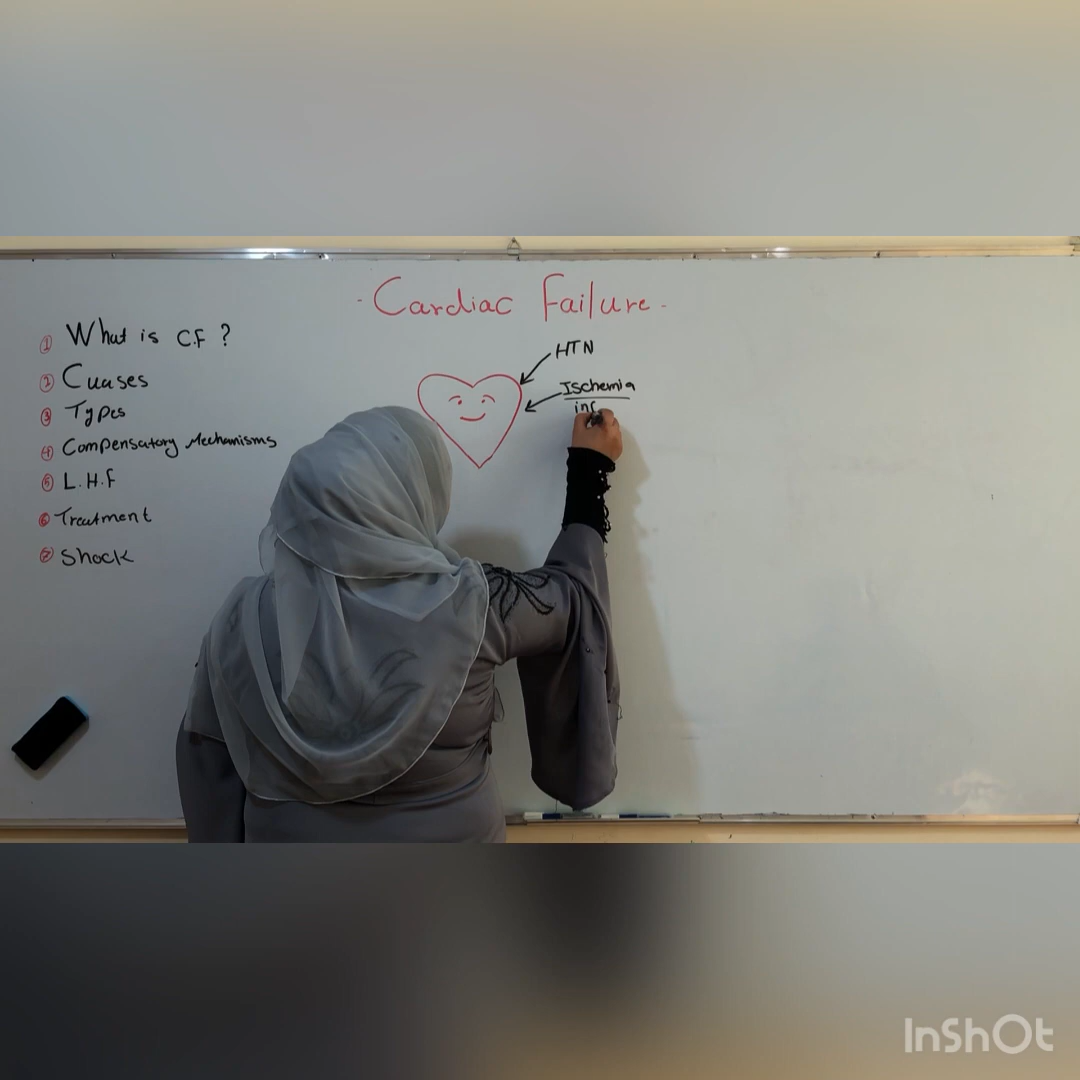 - Cardiac Failure -
① What is C.F ?
② Cuases
③ Types
④ Compensatory Mechanisms
⑤ L.H.F
⑥ Treatment
⑦ Shock
HTN
Ischemia
inf
InShOt